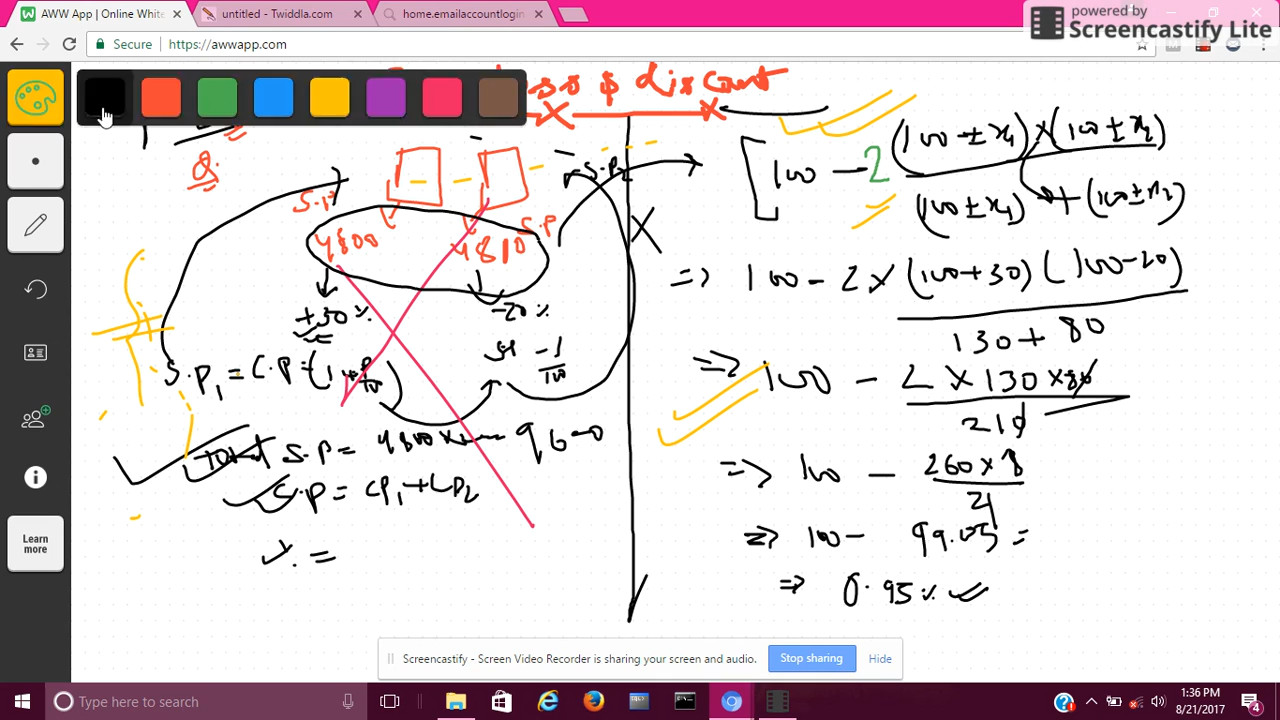 AWW App | Online White
untitled - Twiddla.com
home.emailaccountlogin
powered by
Screencastify Lite
Secure
https://awwapp.com
$ discount
Q.
S.P
S.P2
4800
4810
S.P
+30%
-20%
S.P1 = C.P = (1 +
-1/100
S.P = 4800 x 9600
S.P = CP1 + CP2
% =
[100 - 2 (100 ± x1) × (100 ± x2)
(100 ± x1) + (100 ± x2)
X
=> 100 - 2 × (100+30) (100-20)
130 + 80
=> 100 - 2 × 130 × 80
210
=> 100 - 260 × 8
21
=> 100 - 99.05 =
=> 0.95%
Learn
more
Screencastify - Screen Video Recorder is sharing your screen and audio.
Stop sharing
Hide
Type here to search
1:36 PM
8/21/2017
4